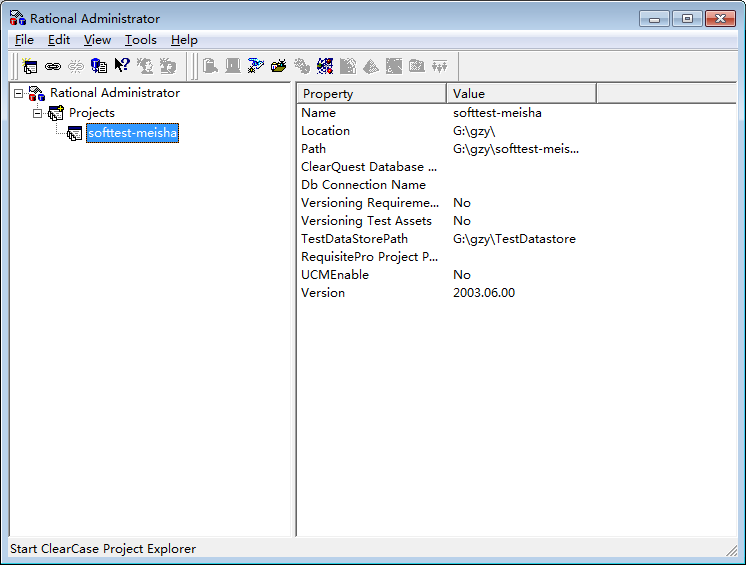 Rational Administrator
File Edit View Tools Help
Rational Administrator
Projects
softtest-meisha
Property Value
Name softtest-meisha
Location G:\gzy\
Path G:\gzy\softtest-meis...
ClearQuest Database ...
Db Connection Name
Versioning Requireme... No
Versioning Test Assets No
TestDataStorePath G:\gzy\TestDatastore
RequisitePro Project P...
UCMEnable No
Version 2003.06.00
Start ClearCase Project Explorer